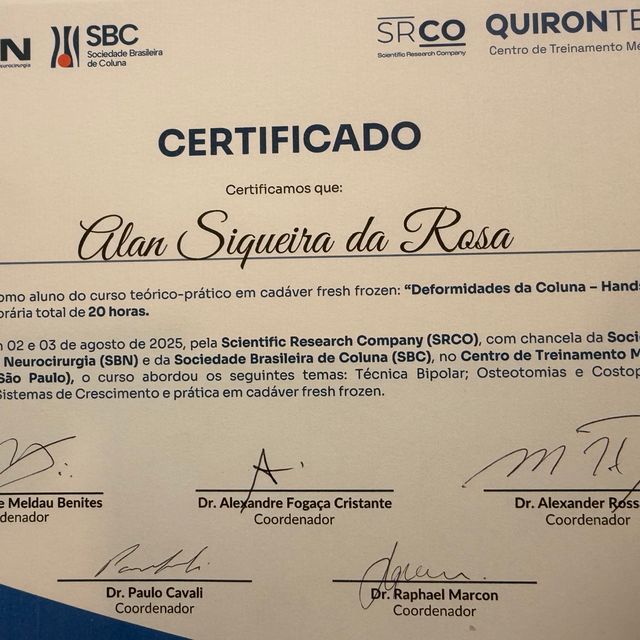 N
SBC
Sociedade Brasileira
de Coluna
SRCO
Scientific Research Company
QUIRONTE
Centro de Treinamento Mé
CERTIFICADO
Certificamos que:
Alan Siqueira da Rosa
omo aluno do curso teórico-prático em cadáver fresh frozen: “Deformidades da Coluna – Hands
orária total de 20 horas.
02 e 03 de agosto de 2025, pela Scientific Research Company (SRCO), com chancela da Socie
Neurocirurgia (SBN) e da Sociedade Brasileira de Coluna (SBC), no Centro de Treinamento M
São Paulo), o curso abordou os seguintes temas: Técnica Bipolar; Osteotomias e Costop
Sistemas de Crescimento e prática em cadáver fresh frozen.
e Meldau Benites
denador
Dr. Alexandre Fogaça Cristante
Coordenador
Dr. Alexander Ross
Coordenador
Dr. Paulo Cavali
Coordenador
Dr. Raphael Marcon
Coordenador